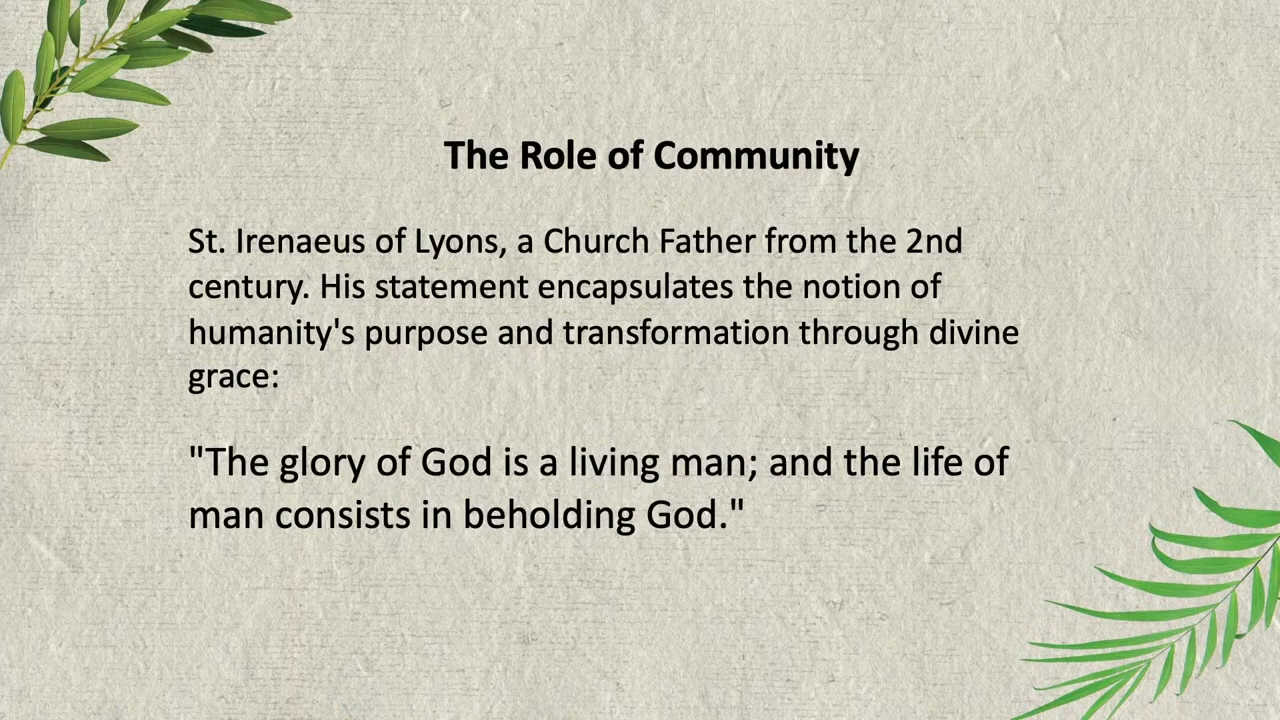 The Role of Community
St. Irenaeus of Lyons, a Church Father from the 2nd
century. His statement encapsulates the notion of
humanity's purpose and transformation through divine
grace:
"The glory of God is a living man; and the life of
man consists in beholding God."